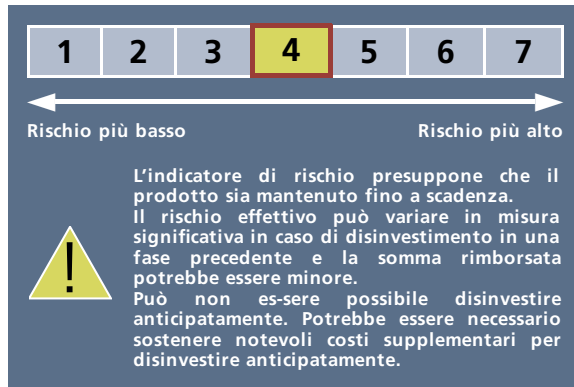 1 2 3 4 5 6 7
Rischio più basso Rischio più alto
L’indicatore di rischio presuppone che il
prodotto sia mantenuto fino a scadenza.
Il rischio effettivo può variare in misura
significativa in caso di disinvestimento in una
fase precedente e la somma rimborsata
potrebbe essere minore.
Può non es-sere possibile disinvestire
anticipatamente. Potrebbe essere necessario
sostenere notevoli costi supplementari per
disinvestire anticipatamente.
!